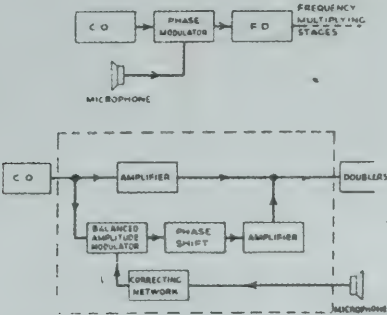 FREQUENCY
MULTIPLYING
STAGES
C O
PHASE
MODULATOR
F D
MICROPHONE
C O
AMPLIFIER
DOUBLERS
BALANCED
AMPLITUDE
MODULATOR
PHASE
SHIFT
AMPLIFIER
CORRECTING
NETWORK
MICROPHONE